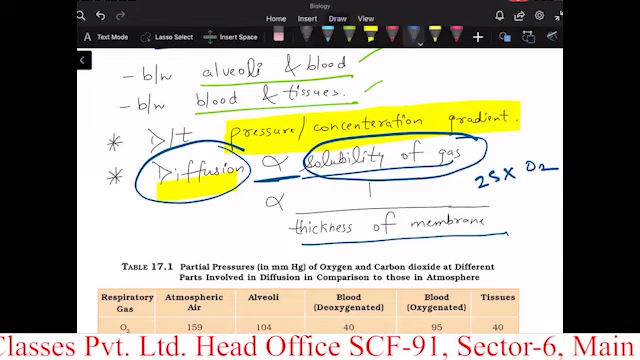 Biology
Home
Insert
Draw
View
A] Text Mode
Lasso Select
Insert Space
- b/w alveoli & blood
- b/w blood & tissues.
* D/t pressure/concenteration gradient.
* Diffusion ∝ solubility of gas
25X O2
∝ 1
thickness of membrane
TABLE 17.1 Partial Pressures (in mm Hg) of Oxygen and Carbon dioxide at Different
Parts Involved in Diffusion in Comparison to those in Atmosphere
Respiratory Gas Atmospheric Air Alveoli Blood (Deoxygenated) Blood (Oxygenated) Tissues
O2 159 104 40 95 40
Classes Pvt. Ltd. Head Office SCF-91, Sector-6, Main